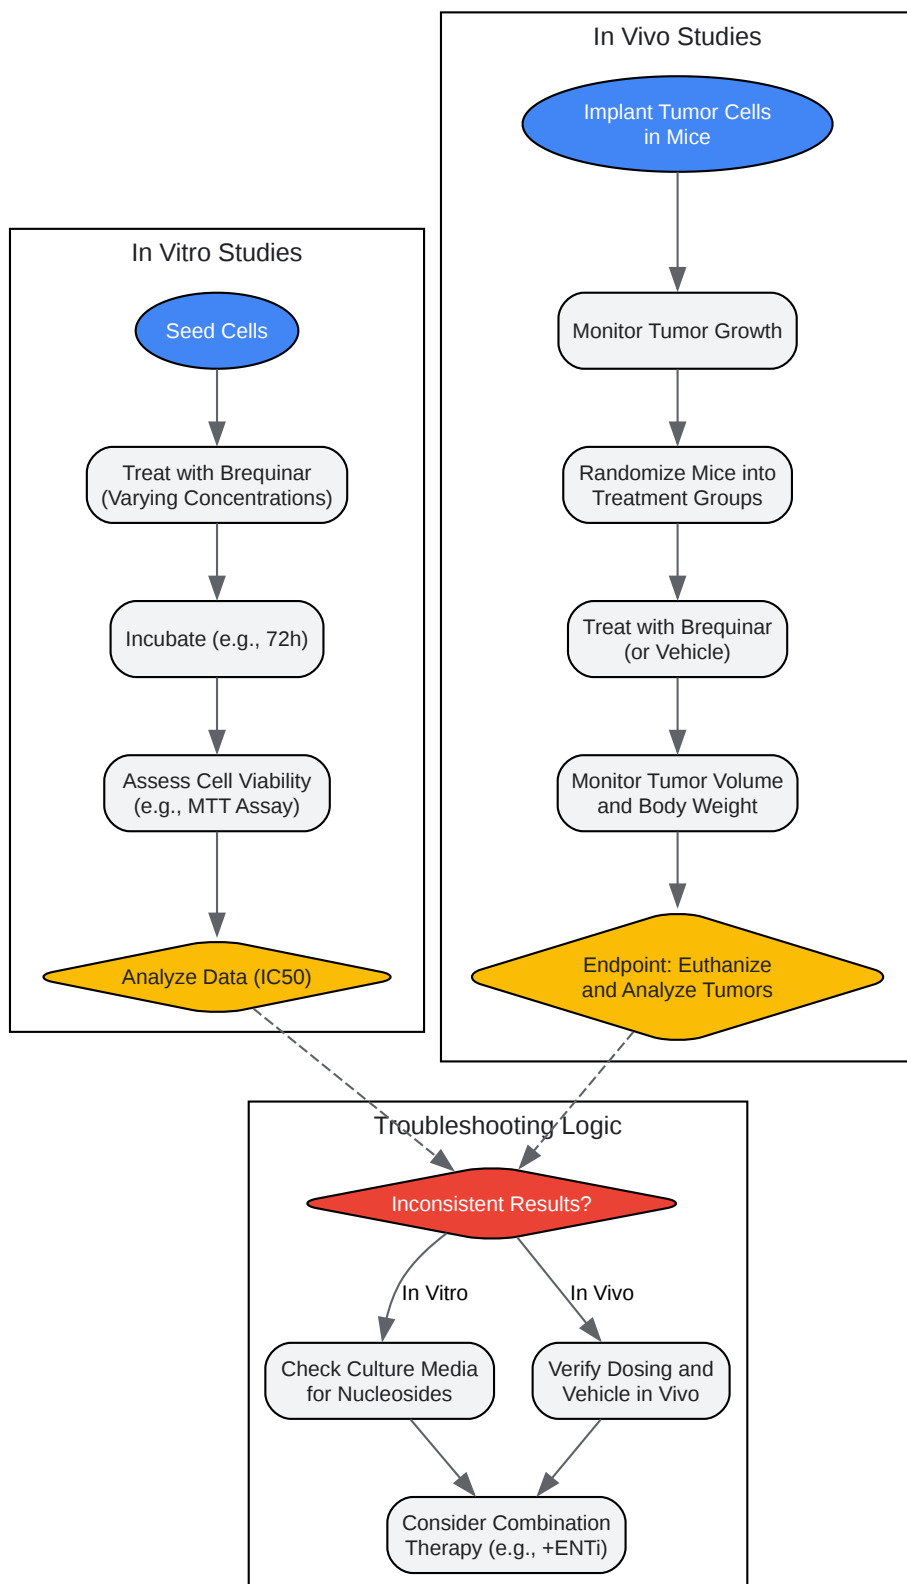 In Vitro Studies
Seed Cells
Treat with Brequinar
(Varying Concentrations)
Incubate (e.g., 72h)
Assess Cell Viability
(e.g., MTT Assay)
Analyze Data (IC50)
In Vivo Studies
Implant Tumor Cells
in Mice
Monitor Tumor Growth
Randomize Mice into
Treatment Groups
Treat with Brequinar
(or Vehicle)
Monitor Tumor Volume
and Body Weight
Endpoint: Euthanize
and Analyze Tumors
Troubleshooting Logic
Inconsistent Results?
In Vitro
In Vivo
Check Culture Media
for Nucleosides
Verify Dosing and
Vehicle in Vivo
Consider Combination
Therapy (e.g., +ENTi)